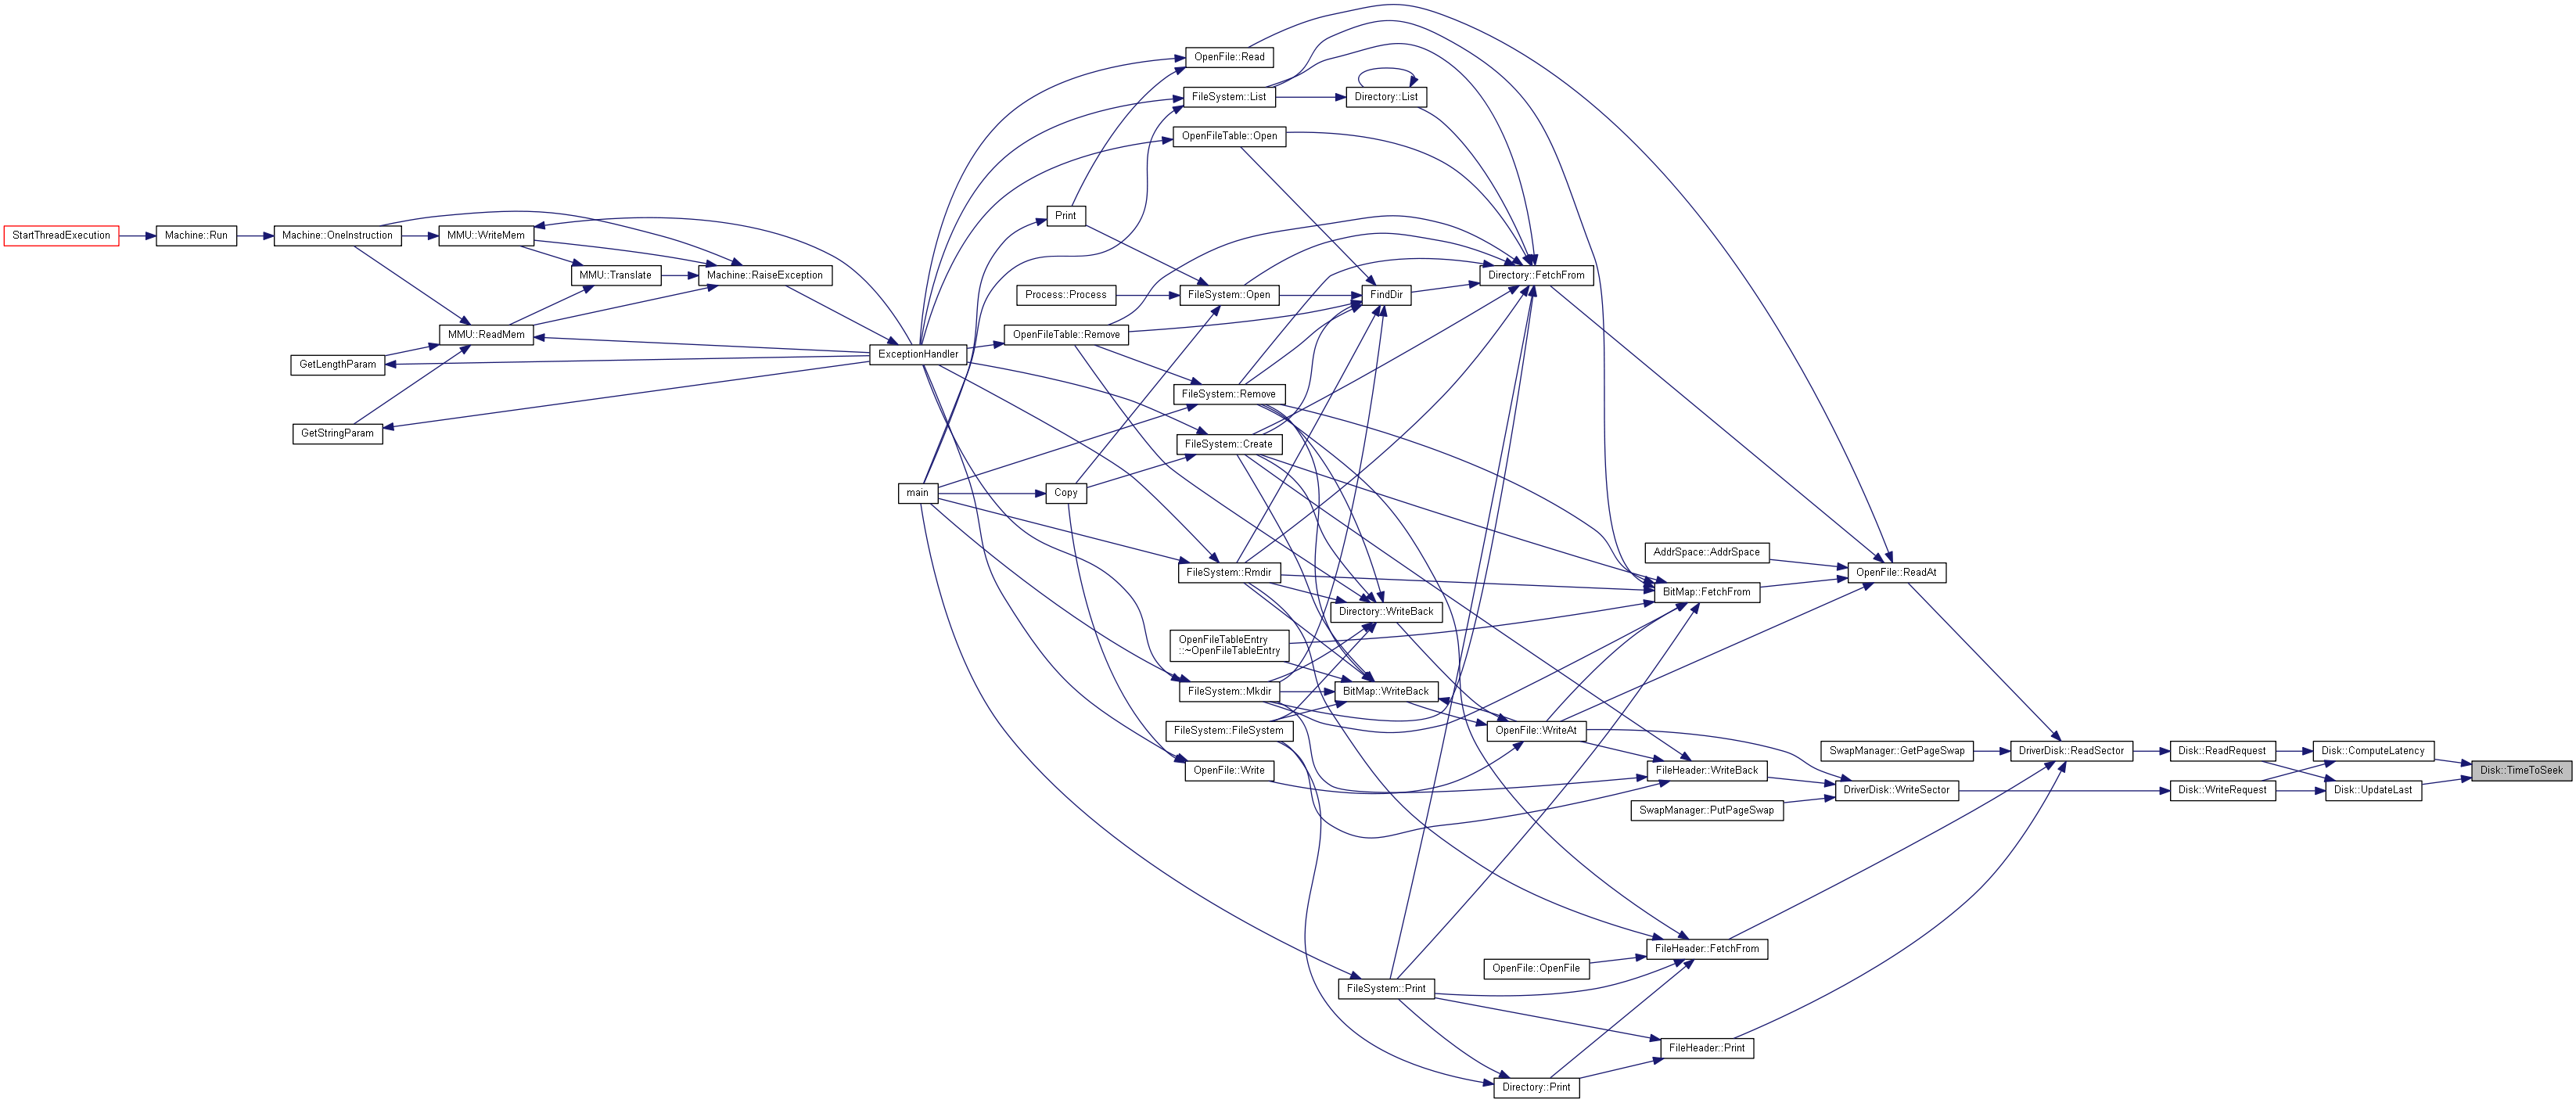 OpenFile::Read
FileSystem::List
Directory::List
OpenFileTable::Open
Print
StartThreadExecution
Machine::Run
Machine::OneInstruction
MMU::WriteMem
MMU::Translate
Machine::RaiseException
Directory::FetchFrom
Process::Process
FileSystem::Open
FindDir
MMU::ReadMem
OpenFileTable::Remove
ExceptionHandler
GetLengthParam
FileSystem::Remove
GetStringParam
FileSystem::Create
main
Copy
AddrSpace::AddrSpace
FileSystem::Rmdir
OpenFile::ReadAt
BitMap::FetchFrom
Directory::WriteBack
OpenFileTableEntry
::~OpenFileTableEntry
FileSystem::Mkdir
BitMap::WriteBack
FileSystem::FileSystem
OpenFile::WriteAt
SwapManager::GetPageSwap
DriverDisk::ReadSector
Disk::ReadRequest
Disk::ComputeLatency
OpenFile::Write
FileHeader::WriteBack
Disk::TimeToSeek
DriverDisk::WriteSector
Disk::WriteRequest
Disk::UpdateLast
SwapManager::PutPageSwap
FileHeader::FetchFrom
OpenFile::OpenFile
FileSystem::Print
FileHeader::Print
Directory::Print